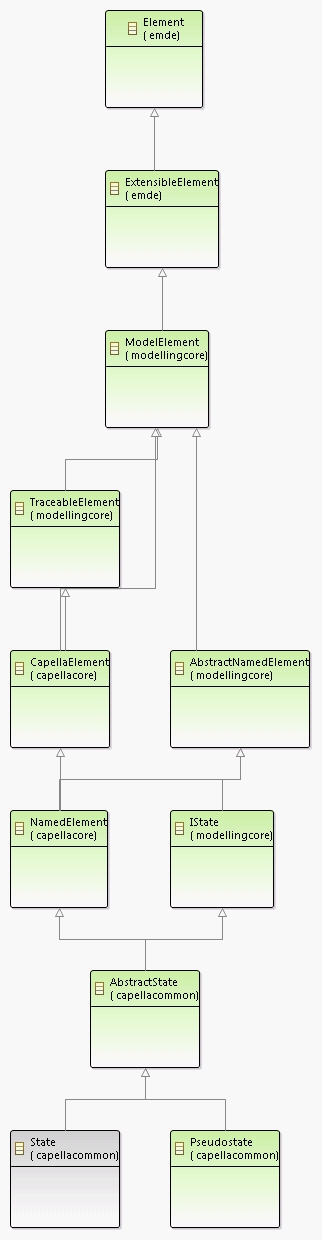 Element
( emde)
ExtensibleElement
( emde)
ModelElement
( modellingcore)
TraceableElement
( modellingcore)
CapellaElement
( capellacore)
AbstractNamedElement
( modellingcore)
NamedElement
( capellacore)
IState
( modellingcore)
AbstractState
( capellacommon)
State
( capellacommon)
Pseudostate
( capellacommon)